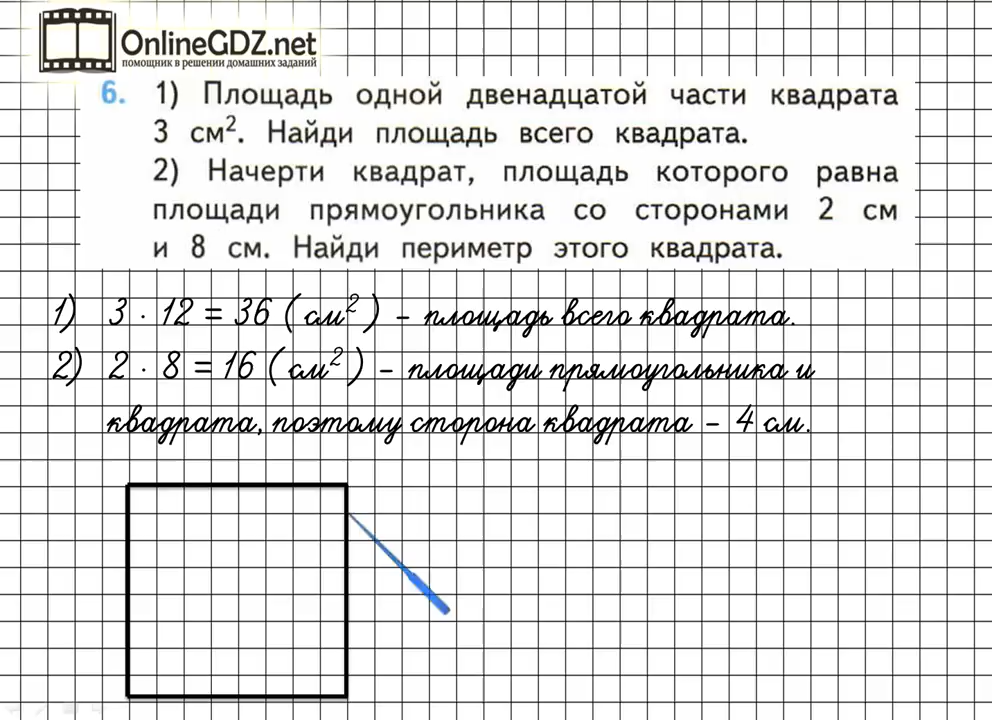 OnlineGDZ.net
помощник в решении домашних заданий
6. 1) Площадь одной двенадцатой части квадрата
3 см². Найди площадь всего квадрата.
2) Начерти квадрат, площадь которого равна
площади прямоугольника со сторонами 2 см
и 8 см. Найди периметр этого квадрата.
1) 3 · 12 = 36 (см²) – площадь всего квадрата.
2) 2 · 8 = 16 (см²) – площади прямоугольника и
квадрата, поэтому сторона квадрата – 4 см.